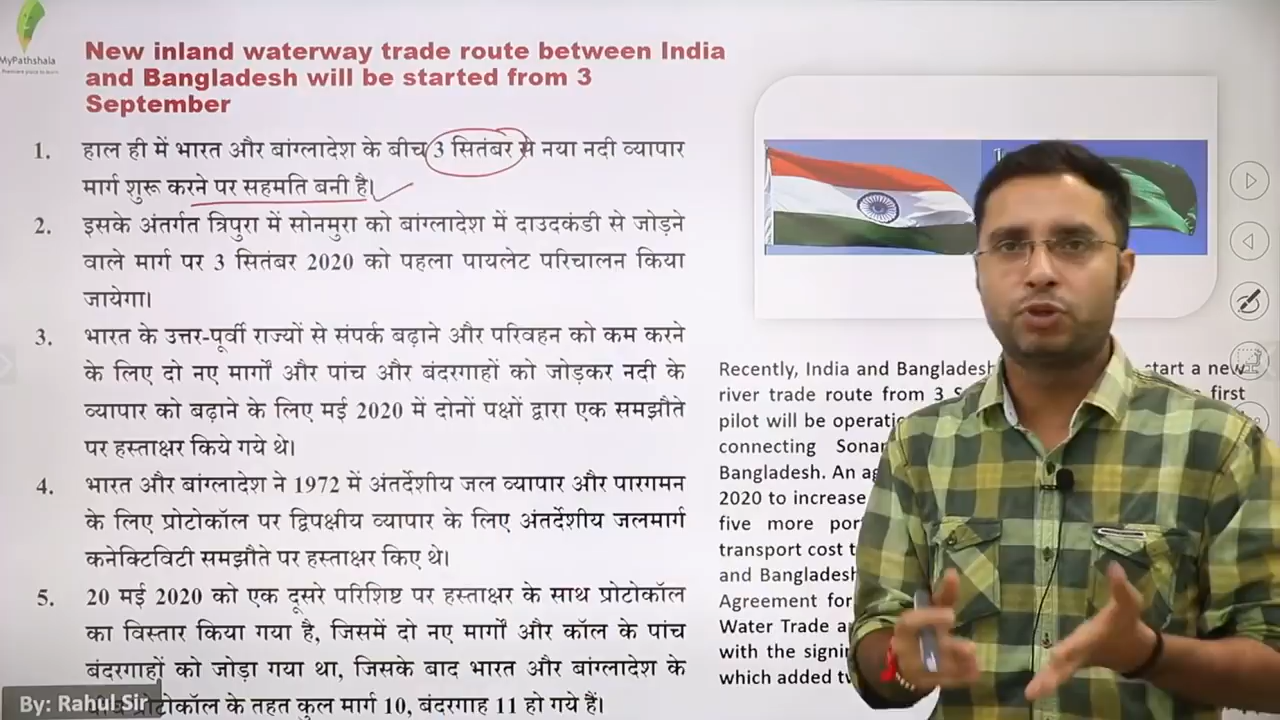 MyPathshala
New inland waterway trade route between India
and Bangladesh will be started from 3
September
1. हाल ही में भारत और बांग्लादेश के बीच 3 सितंबर से नया नदी व्यापार
मार्ग शुरू करने पर सहमति बनी है।
2. इसके अंतर्गत त्रिपुरा में सोनमुरा को बांग्लादेश में दाउदकंडी से जोड़ने
वाले मार्ग पर 3 सितंबर 2020 को पहला पायलेट परिचालन किया
जायेगा।
3. भारत के उत्तर-पूर्वी राज्यों से संपर्क बढ़ाने और परिवहन को कम करने
के लिए दो नए मार्गों और पांच और बंदरगाहों को जोड़कर नदी के
व्यापार को बढ़ाने के लिए मई 2020 में दोनों पक्षों द्वारा एक समझौते
पर हस्ताक्षर किये गये थे।
4. भारत और बांग्लादेश ने 1972 में अंतर्देशीय जल व्यापार और पारगमन
के लिए प्रोटोकॉल पर द्विपक्षीय व्यापार के लिए अंतर्देशीय जलमार्ग
कनेक्टिविटी समझौते पर हस्ताक्षर किए थे।
5. 20 मई 2020 को एक दूसरे परिशिष्ट पर हस्ताक्षर के साथ प्रोटोकॉल
का विस्तार किया गया है, जिसमें दो नए मार्गों और कॉल के पांच
बंदरगाहों को जोड़ा गया था, जिसके बाद भारत और बांग्लादेश के
प्रोटोकॉल के तहत कुल मार्ग 10, बंदरगाह 11 हो गये हैं।
Recently, India and Bangladesh start a new
river trade route from 3 first
pilot will be
connecting
Bangladesh. An
2020 to increase
five more
transport cost
and Bangladesh
Agreement for
Water Trade
with the
which added
By: Rahul Sir